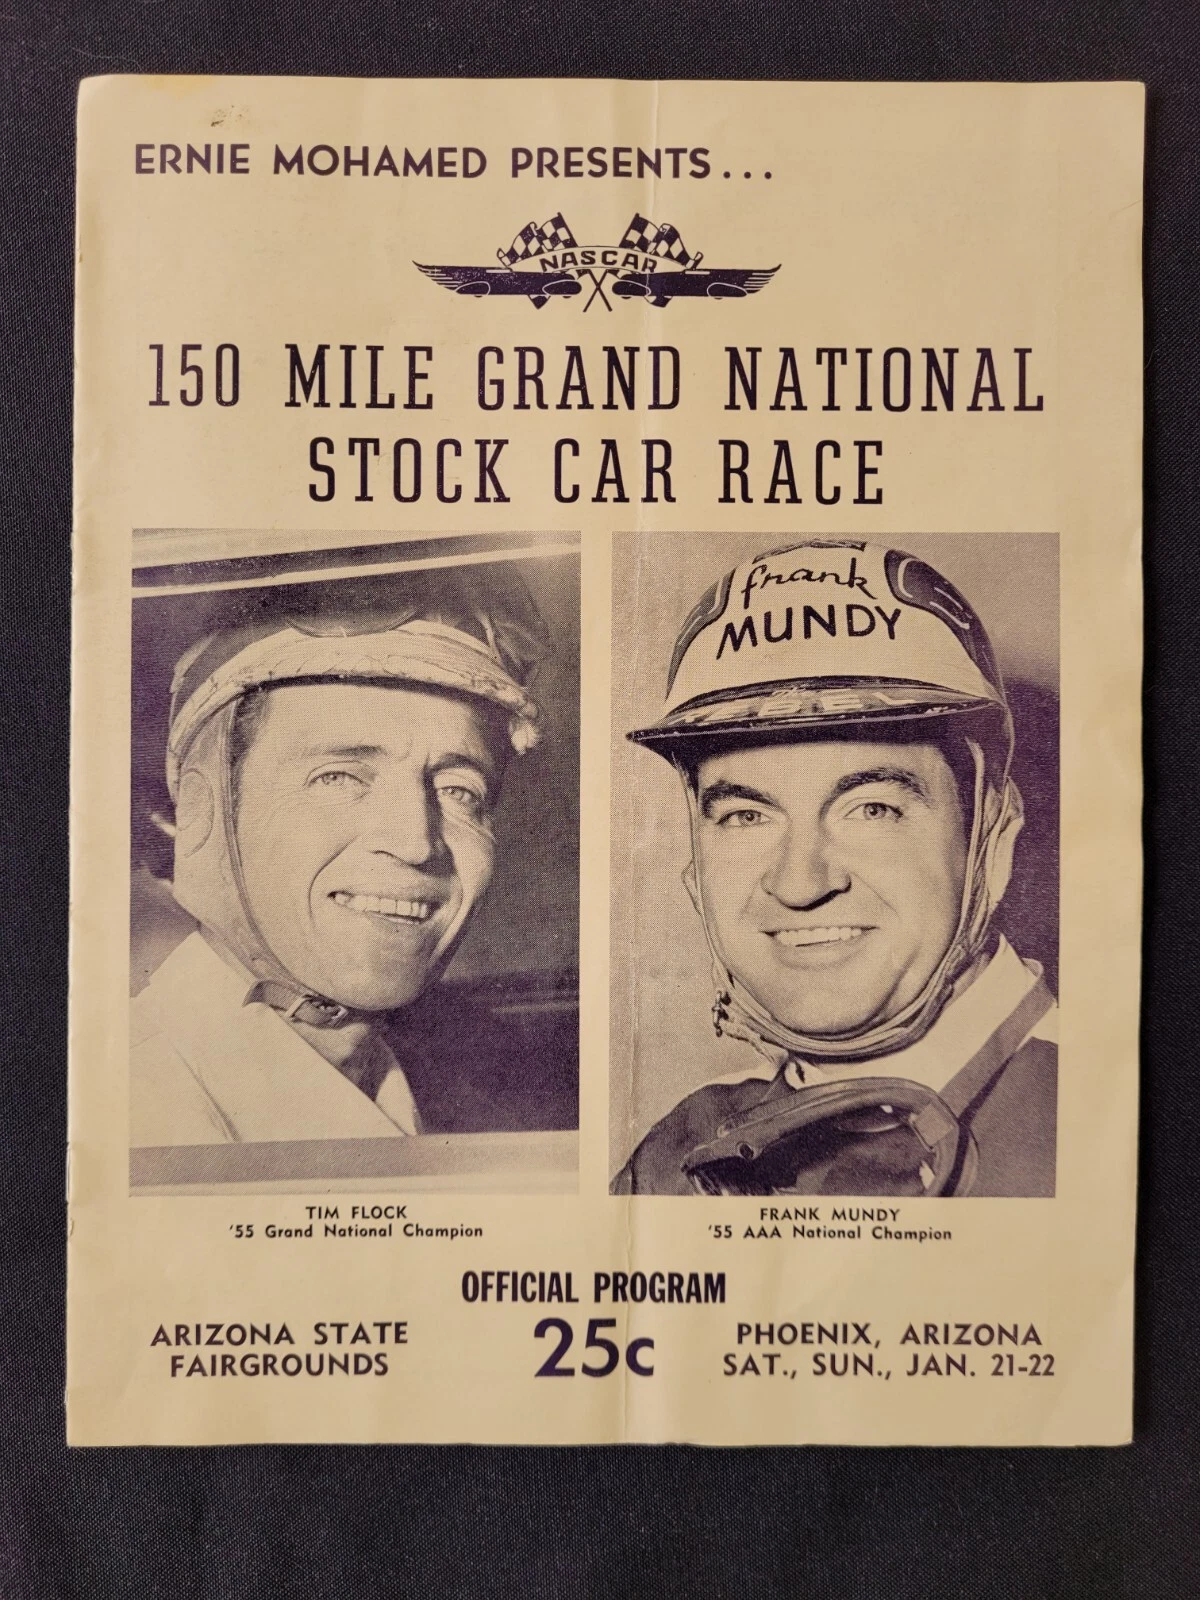 ERNIE MOHAMED PRESENTS...
NASCAR
150 MILE GRAND NATIONAL
STOCK CAR RACE
frank
MUNDY
BELL
TIM FLOCK
'55 Grand National Champion
FRANK MUNDY
'55 AAA National Champion
OFFICIAL PROGRAM
25c
ARIZONA STATE
FAIRGROUNDS
PHOENIX, ARIZONA
SAT., SUN., JAN. 21-22